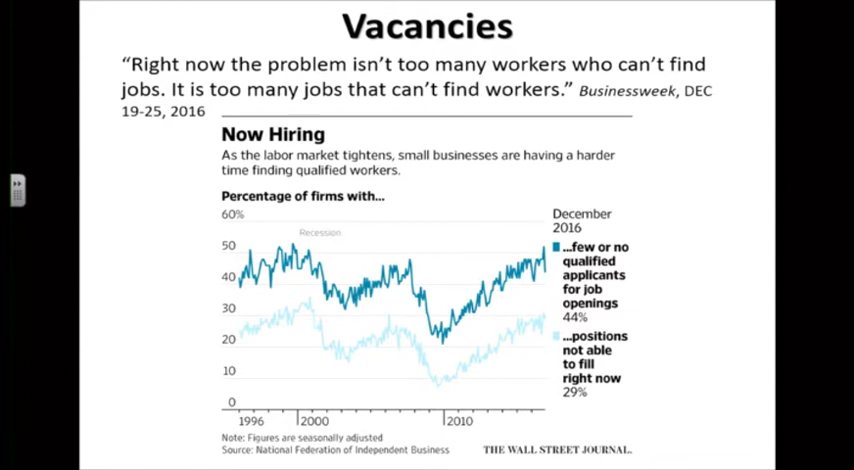 Vacancies
“Right now the problem isn’t too many workers who can’t find
jobs. It is too many jobs that can’t find workers.” Businessweek, DEC
19-25, 2016
Now Hiring
As the labor market tightens, small businesses are having a harder
time finding qualified workers.
Percentage of firms with...
60%
50
40
30
20
10
0
Recession
1996
2000
2010
December
2016
...few or no
qualified
applicants
for job
openings
44%
...positions
not able
to fill
right now
29%
Note: Figures are seasonally adjusted
Source: National Federation of Independent Business
THE WALL STREET JOURNAL.